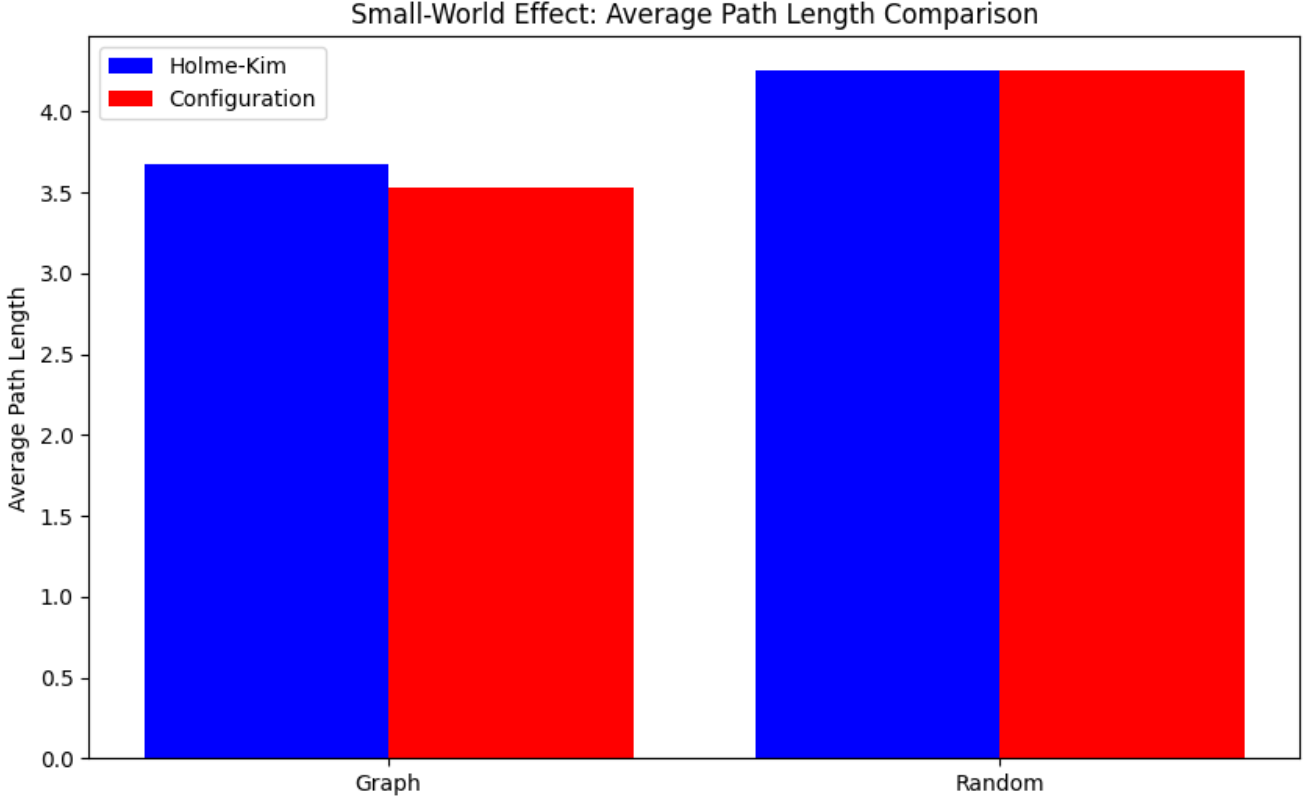 Small-World Effect: Average Path Length Comparison
Holme-Kim
Configuration
Average Path Length
4.0
3.5
3.0
2.5
2.0
1.5
1.0
0.5
0.0
Graph
Random